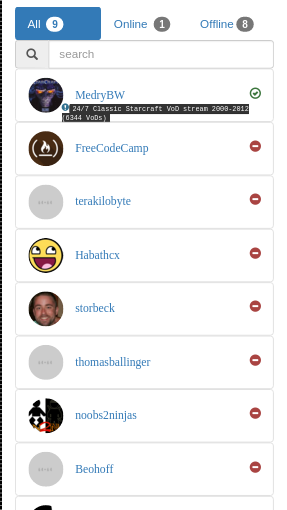 All 9 Online 1 Offline 8
search
MedryBW
24/7 Classic Starcraft VoD stream 2000-2012
(6344 VoDs)
FreeCodeCamp
terakilobyte
Habathcx
storbeck
thomasballinger
noobs2ninjas
Beohoff